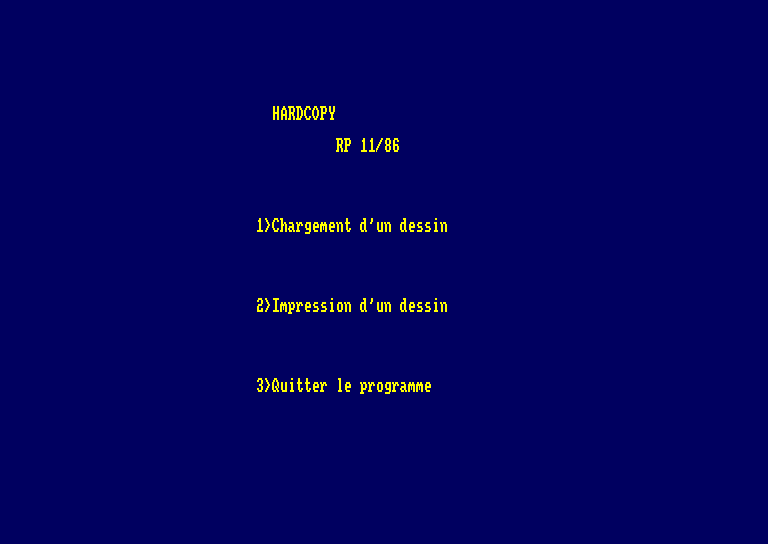 HARDCOPY
RP 11/86
1)Chargement d'un dessin
2)Impression d'un dessin
3)Quitter le programme